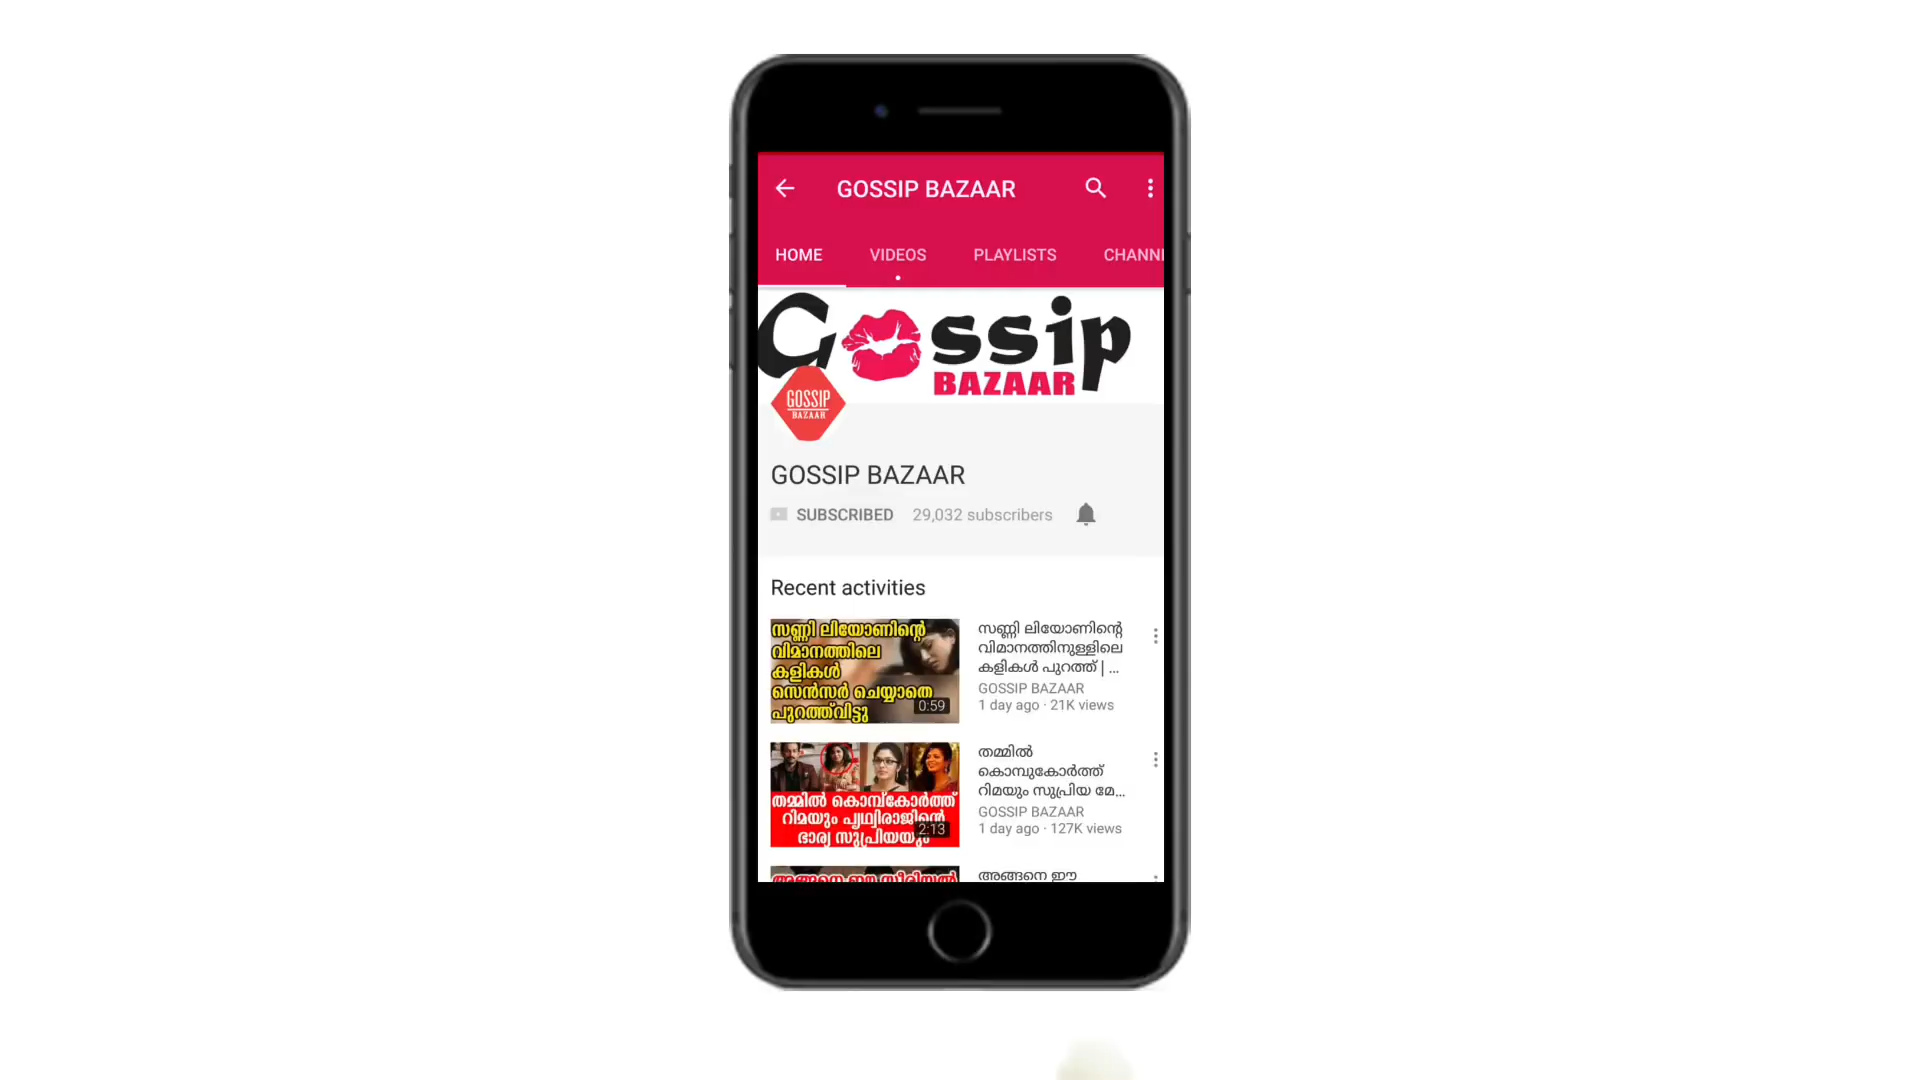 GOSSIP BAZAAR
HOME VIDEOS PLAYLISTS CHANN
Gossip
BAZAAR
GOSSIP
BAZAAR
GOSSIP BAZAAR
SUBSCRIBED 29,032 subscribers
Recent activities
സണ്ണി ലിയോണിന്റെ
വിമാനത്തിലെ
കളികൾ
സെൻസർ ചെയ്യാതെ
പുറത്ത്‌വിട്ടു
0:59
സണ്ണി ലിയോണിന്റെ
വിമാനത്തിനുള്ളിലെ
കളികൾ പുറത്ത് | ...
GOSSIP BAZAAR
1 day ago · 21K views
തമ്മിൽ കൊമ്പ്കോർത്ത്
റിമയും പൃഥ്വിരാജിന്റെ
ഭാര്യ സുപ്രിയയും
2:13
തമ്മിൽ
കൊമ്പുകോർത്ത്
റിമയും സുപ്രിയ മേ...
GOSSIP BAZAAR
1 day ago · 127K views
അങ്ങനെ ഈ
അങ്ങനെ ഈ